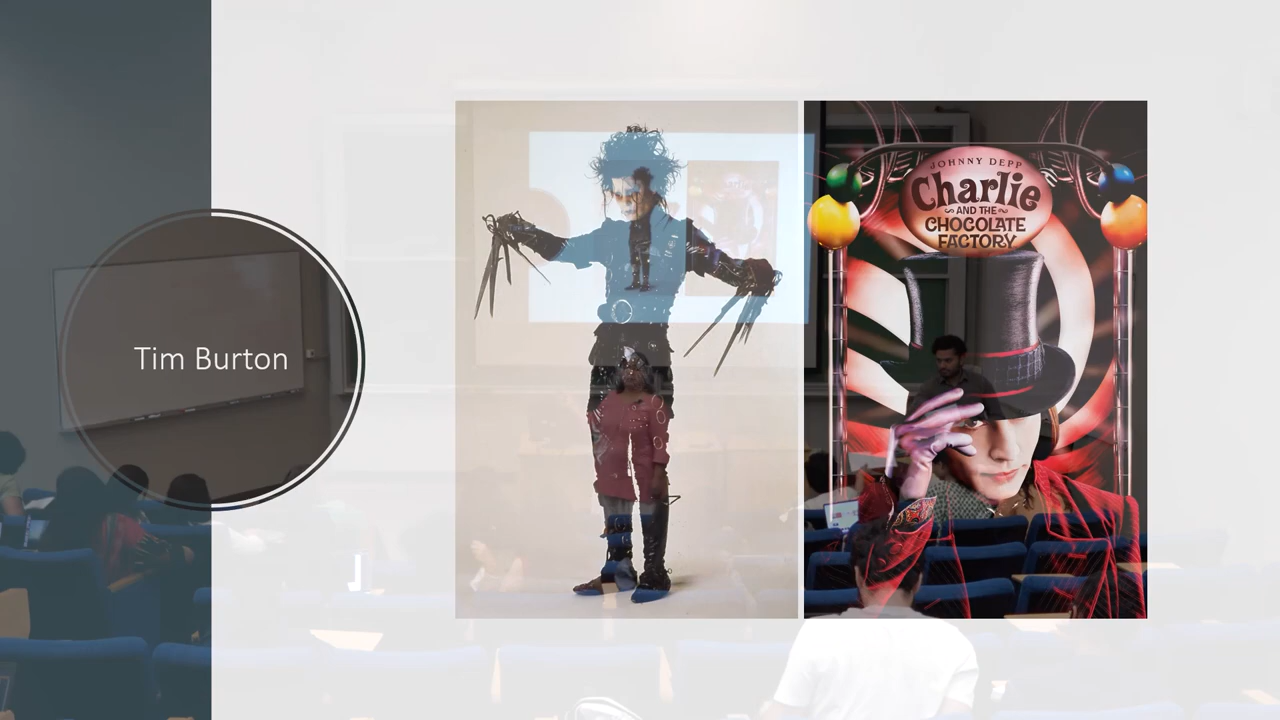 Tim Burton
JOHNNY DEPP
Charlie
AND THE
CHOCOLATE
FACTORY